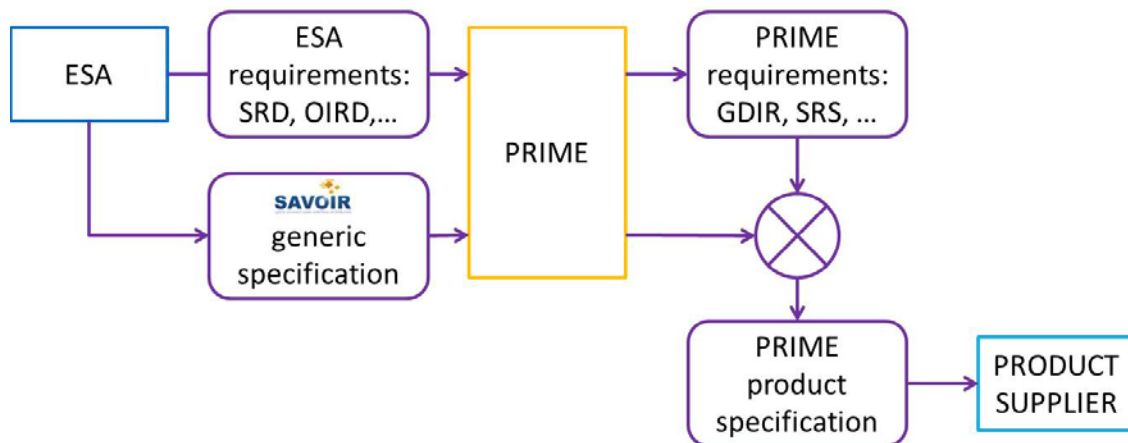 ESA
ESA
requirements:
SRD, OIRD,...
PRIME
PRIME
requirements:
GDIR, SRS, ...
SAVOIR
generic
specification
PRIME
product
specification
PRODUCT
SUPPLIER